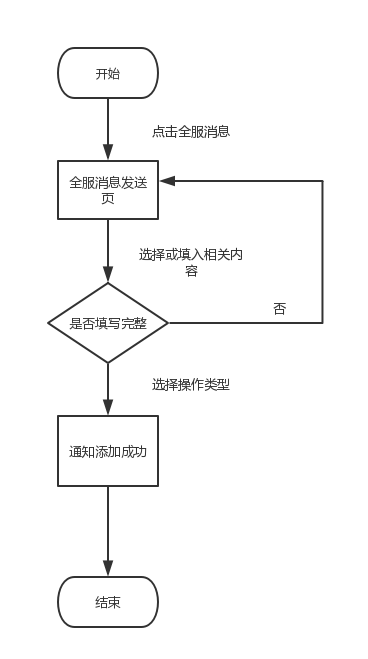 开始
点击全服消息
全服消息发送
页
选择或填入相关内
容
否
是否填写完整
选择操作类型
通知添加成功
结束